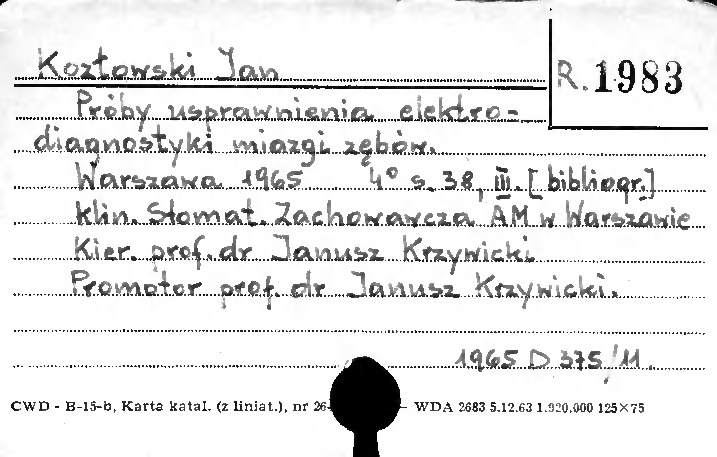 Kozłowski Jan
R. 1983
Próby usprawnienia elektro-
diagnostyki miazgi zębów.
Warszawa 1965 4° s. 38, III. [bibliogr.]
Klin. Stomat. Zachowawcza AM w Warszawie
Kier. prof. dr Janusz Krzywicki
Promotor prof. dr Janusz Krzywicki.
1965 D 375/11.
CWD - B-15-b, Karta katal. (z liniat.), nr 26- — WDA 2683 5.12.63 1.920.000 125×75